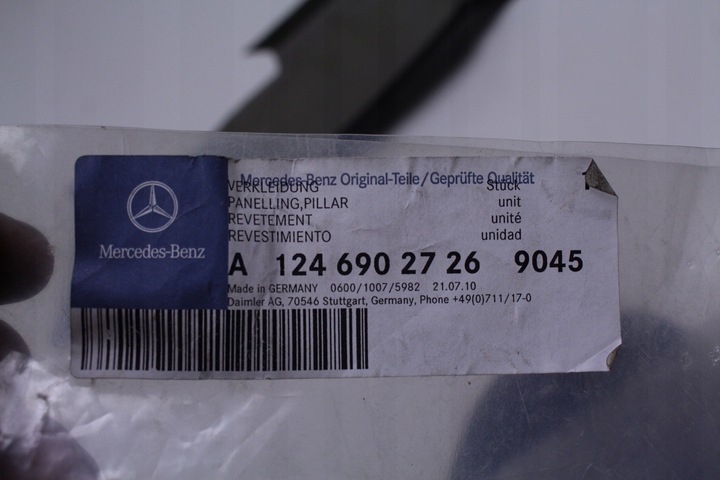 Mercedes-Benz Original-Teile/Geprüfte Qualität
VERKLEIDUNG Stück
PANELLING,PILLAR unit
REVETEMENT unité
REVESTIMIENTO unidad
Mercedes-Benz
A 124 690 27 26 9045
Made in GERMANY 0600/1007/5982 21.07.10
Daimler AG, 70546 Stuttgart, Germany, Phone +49(0)711/17-0